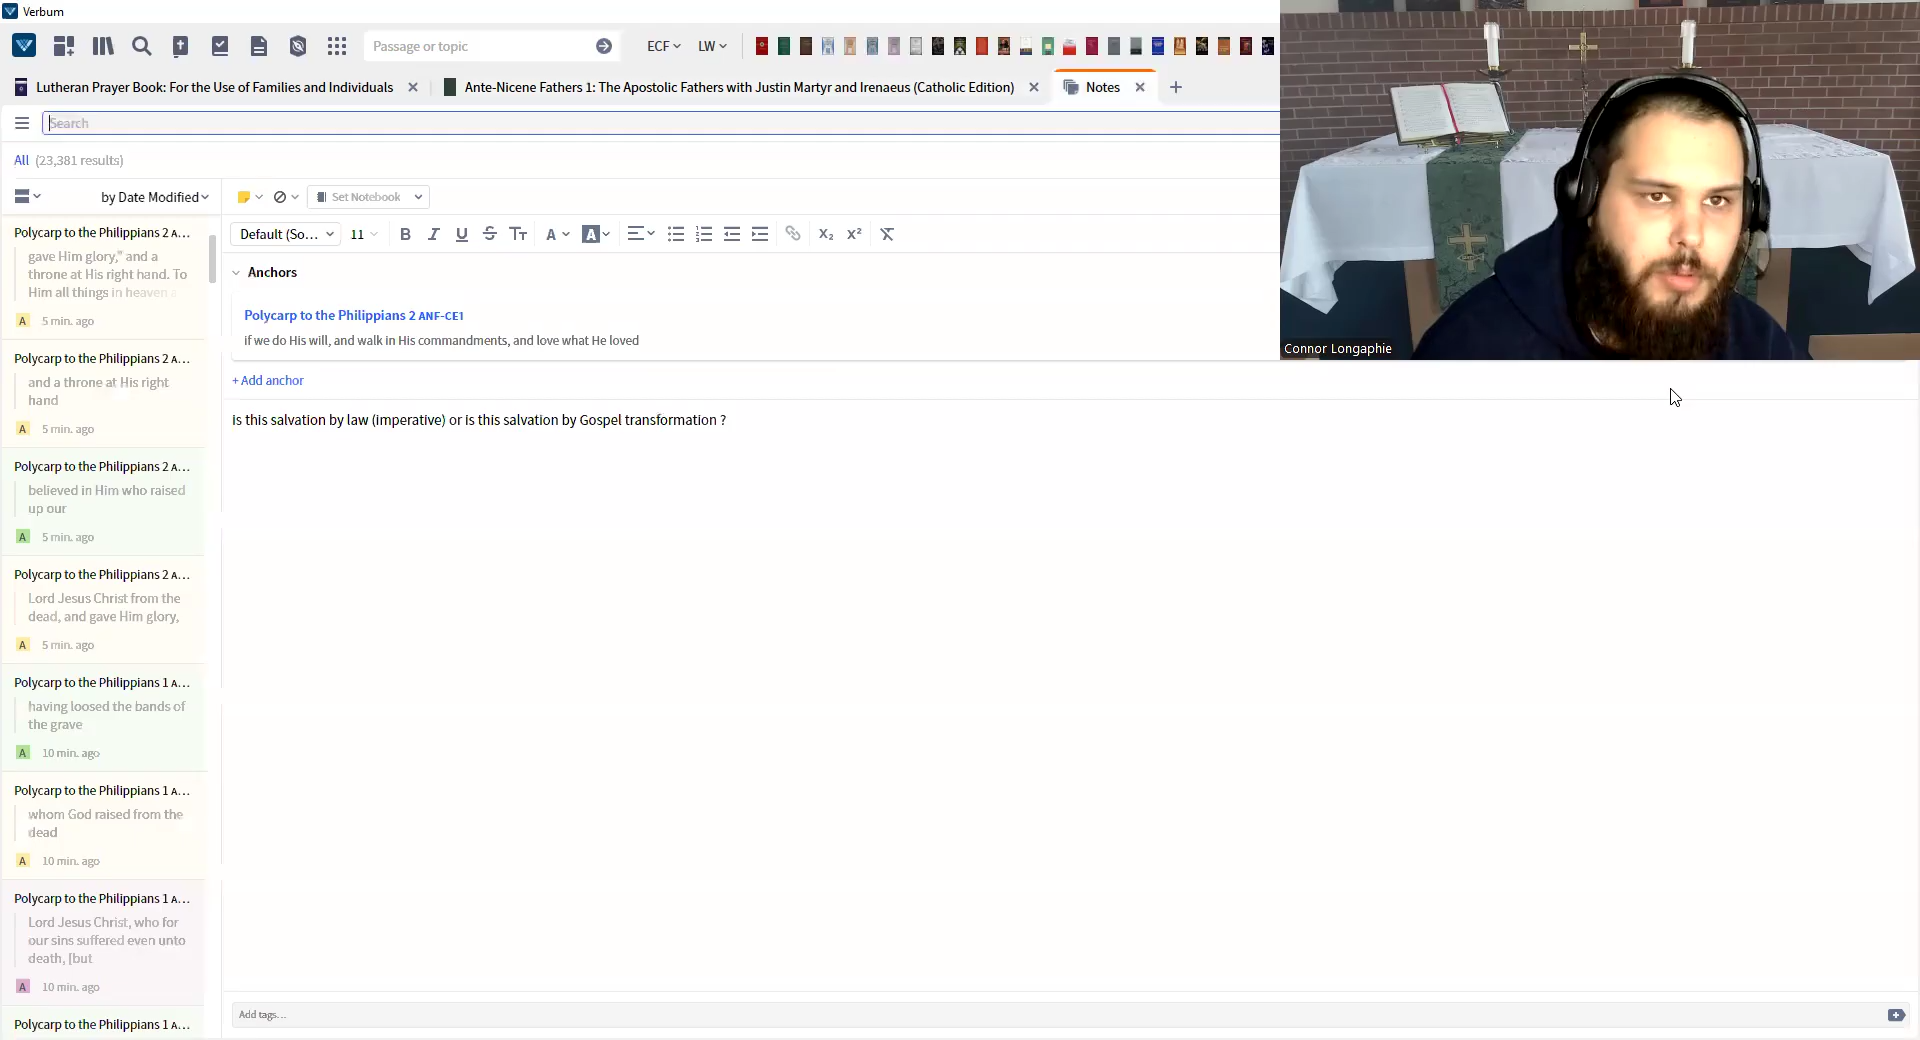 Verbum
Passage or topic
ECF
LW
Lutheran Prayer Book: For the Use of Families and Individuals
Ante-Nicene Fathers 1: The Apostolic Fathers with Justin Martyr and Irenaeus (Catholic Edition)
Notes
Search
All (23,381 results)
by Date Modified
Set Notebook
Default (So...
11
Anchors
Polycarp to the Philippians 2 ANF-CE1
if we do His will, and walk in His commandments, and love what He loved
+ Add anchor
is this salvation by law (imperative) or is this salvation by Gospel transformation ?
Polycarp to the Philippians 2 A...
gave Him glory,” and a
throne at His right hand. To
Him all things in heaven a
A 5 min. ago
Polycarp to the Philippians 2 A...
and a throne at His right
hand
A 5 min. ago
Polycarp to the Philippians 2 A...
believed in Him who raised
up our
A 5 min. ago
Polycarp to the Philippians 2 A...
Lord Jesus Christ from the
dead, and gave Him glory,
A 5 min. ago
Polycarp to the Philippians 1 A...
having loosed the bands of
the grave
A 10 min. ago
Polycarp to the Philippians 1 A...
whom God raised from the
dead
A 10 min. ago
Polycarp to the Philippians 1 A...
Lord Jesus Christ, who for
our sins suffered even unto
death, [but
A 10 min. ago
Polycarp to the Philippians 1 A...
Add tags...
Connor Longaphie